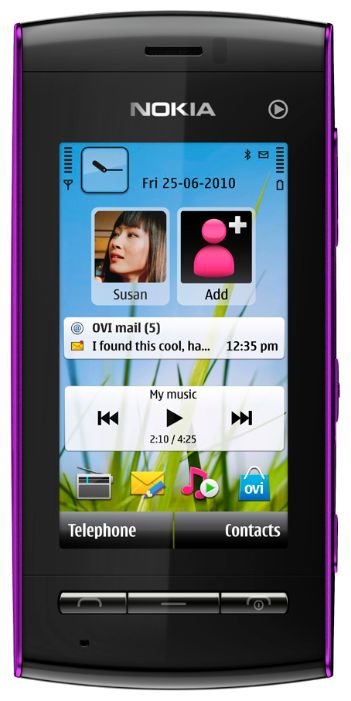 NOKIA
Fri 25-06-2010
Susan
Add
@ OVI mail (5)
I found this cool, ha... 12:35 pm
My music
2:10 / 4:25
ovi
Telephone Contacts